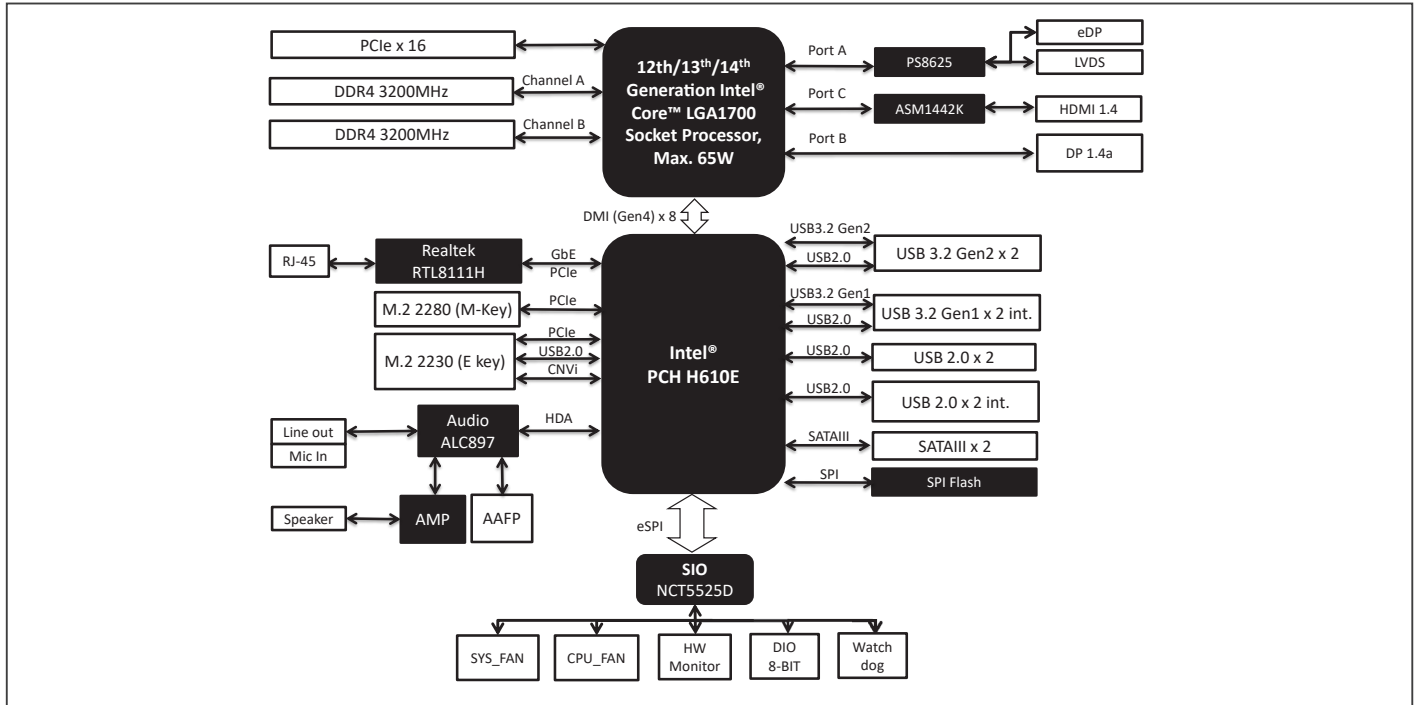 PCIe x 16
DDR4 3200MHz
Channel A
DDR4 3200MHz
Channel B
12th/13th/14th
Generation Intel®
Core™ LGA1700
Socket Processor,
Max. 65W
Port A
PS8625
eDP
LVDS
Port C
ASM1442K
HDMI 1.4
Port B
DP 1.4a
DMI (Gen4) x 8
RJ-45
Realtek
RTL8111H
GbE
PCIe
M.2 2280 (M-Key)
PCIe
M.2 2230 (E key)
PCIe
USB2.0
CNVi
Intel®
PCH H610E
USB3.2 Gen2
USB2.0
USB 3.2 Gen2 x 2
USB3.2 Gen1
USB2.0
USB 3.2 Gen1 x 2 int.
USB2.0
USB 2.0 x 2
USB2.0
USB 2.0 x 2 int.
SATAIII
SATAIII x 2
SPI
SPI Flash
Line out
Mic In
Audio
ALC897
HDA
Speaker
AMP
AAFP
eSPI
SIO
NCT5525D
SYS_FAN
CPU_FAN
HW
Monitor
DIO
8-BIT
Watch
dog